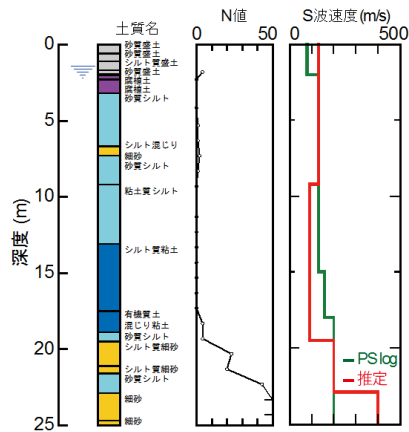 土質名
N値
S波速度(m/s)
0
50
0
500
0
5
10
15
20
25
深度 (m)
砂質盛土
砂質盛土
シルト質盛土
砂質盛土
腐植土
腐植土
砂質シルト
シルト混じり
細砂
砂質シルト
粘土質シルト
シルト質粘土
有機質土
混じり粘土
砂質シルト
シルト質細砂
シルト質細砂
砂質シルト
細砂
細砂
PS log
推定